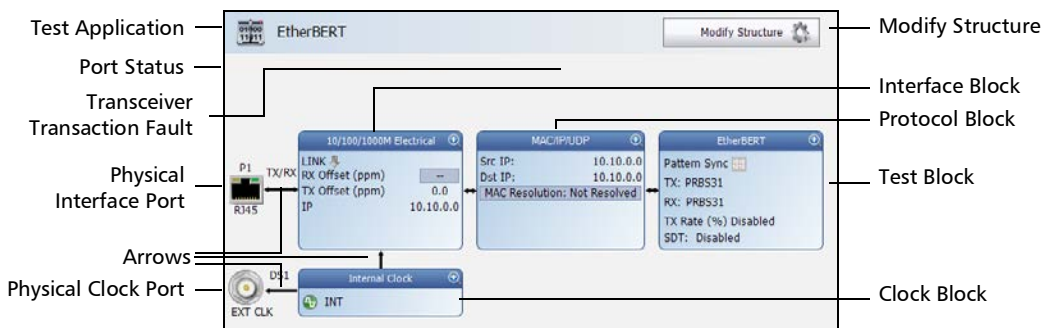 Test Application
EtherBERT
Modify Structure
Modify Structure
Port Status
Transceiver
Transaction Fault
Interface Block
Protocol Block
10/100/1000M Electrical
MAC/IP/UDP
EtherBERT
P1
TX/RX
RJ45
LINK
RX Offset (ppm) --
TX Offset (ppm) 0.0
IP 10.10.0.0
Src IP: 10.10.0.0
Dst IP: 10.10.0.0
MAC Resolution: Not Resolved
Pattern Sync
TX: PRBS31
RX: PRBS31
TX Rate (%) Disabled
SDT: Disabled
Physical
Interface Port
Test Block
Arrows
Physical Clock Port
DS1
EXT CLK
Internal Clock
INT
Clock Block